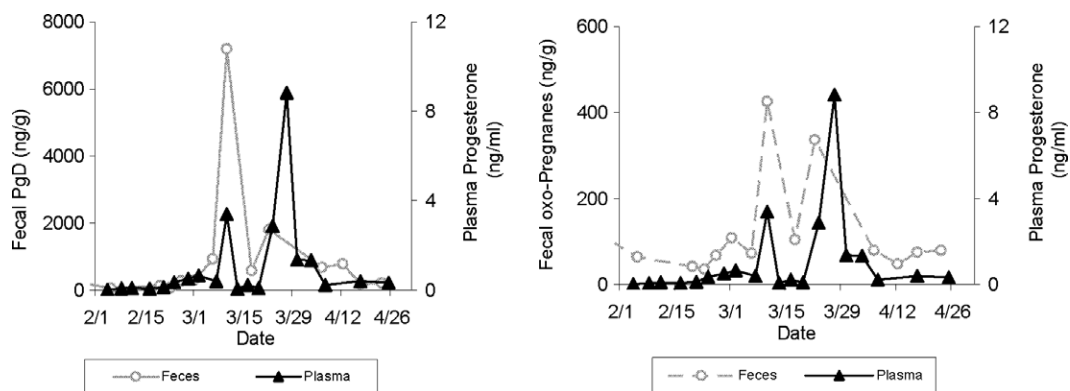 Fecal PgD (ng/g)
8000
6000
4000
2000
0
12
8
4
0
Plasma Progesterone
(ng/ml)
2/1 2/15 3/1 3/15 3/29 4/12 4/26
Date
Feces Plasma
Fecal oxo-Pregnanes (ng/g)
600
400
200
0
12
8
4
0
Plasma Progesterone
(ng/ml)
2/1 2/15 3/1 3/15 3/29 4/12 4/26
Date
Feces Plasma